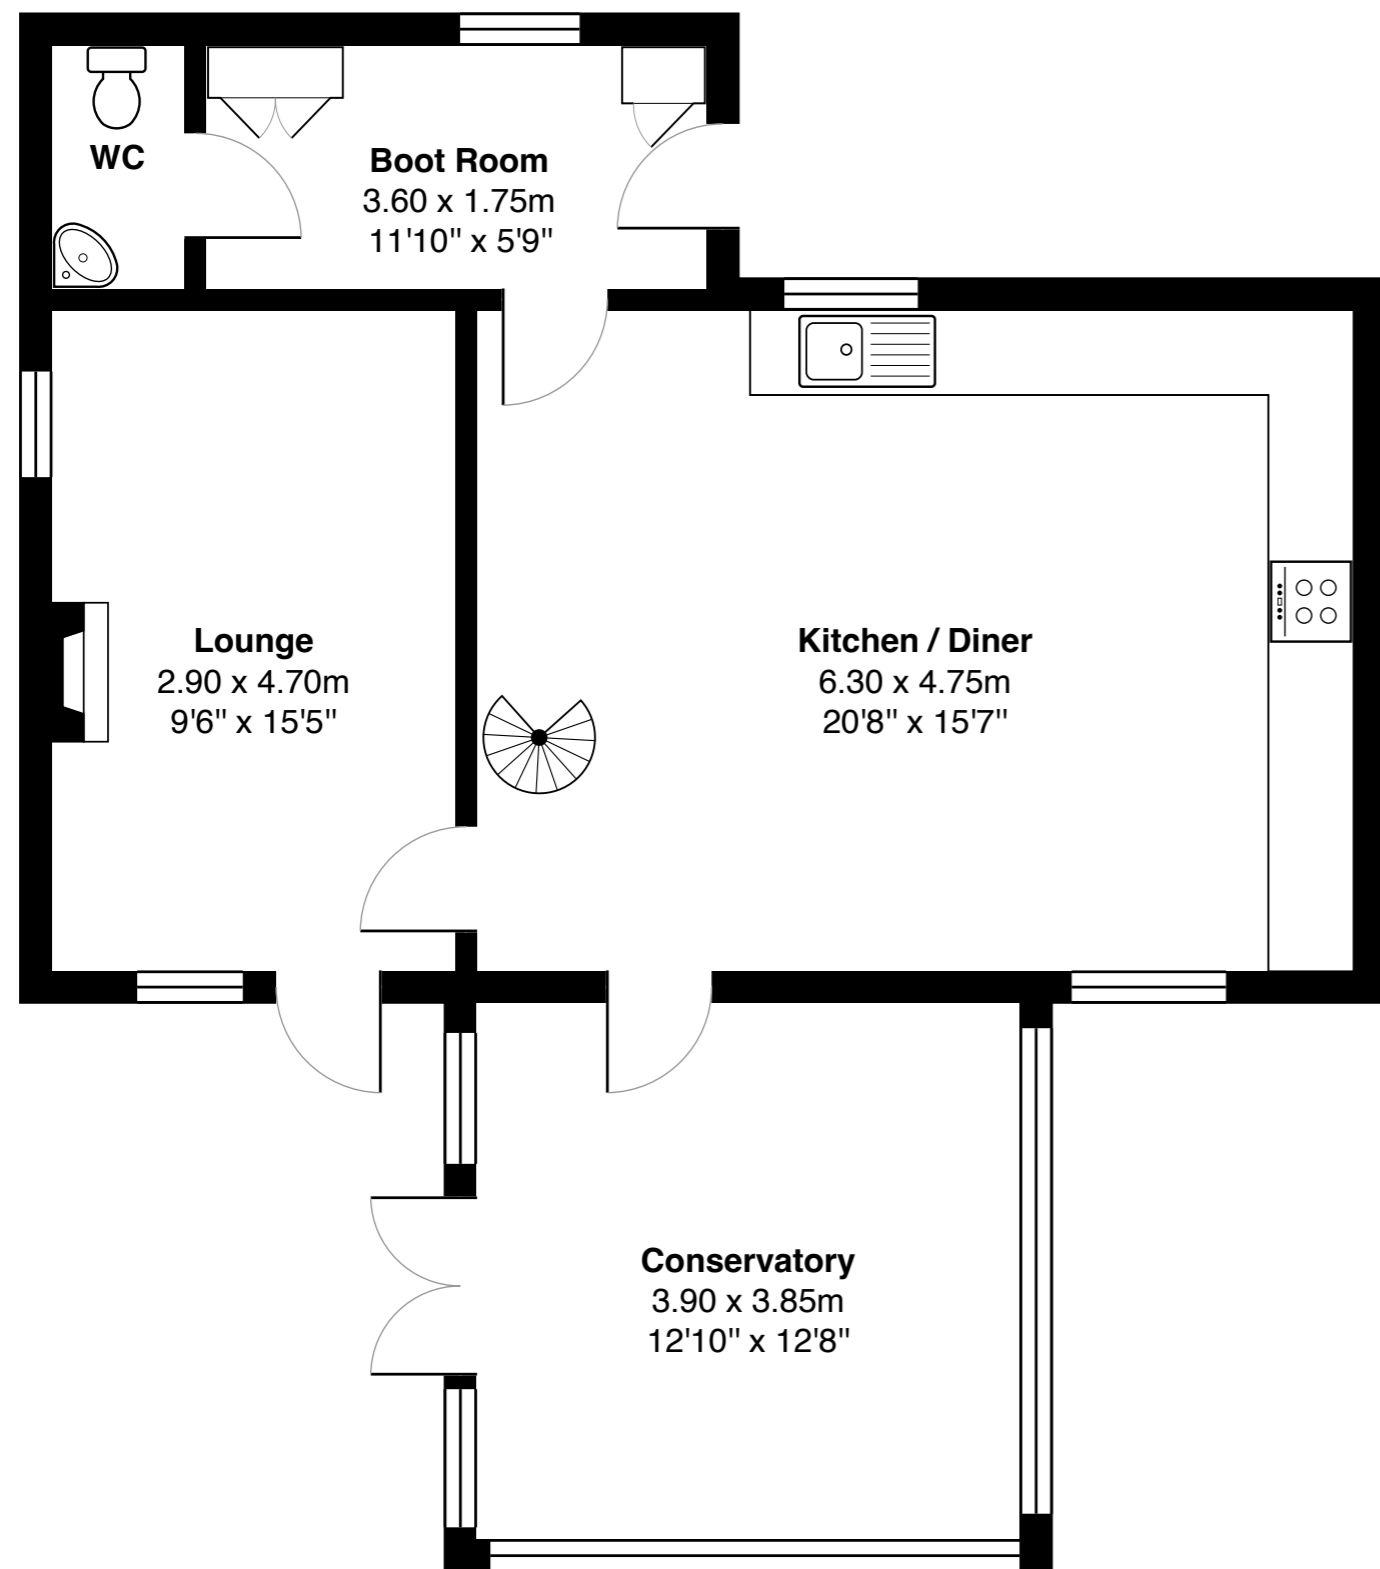 WC
Boot Room
3.60 x 1.75m
11'10" x 5'9"
Lounge
2.90 x 4.70m
9'6" x 15'5"
Kitchen / Diner
6.30 x 4.75m
20'8" x 15'7"
Conservatory
3.90 x 3.85m
12'10" x 12'8"